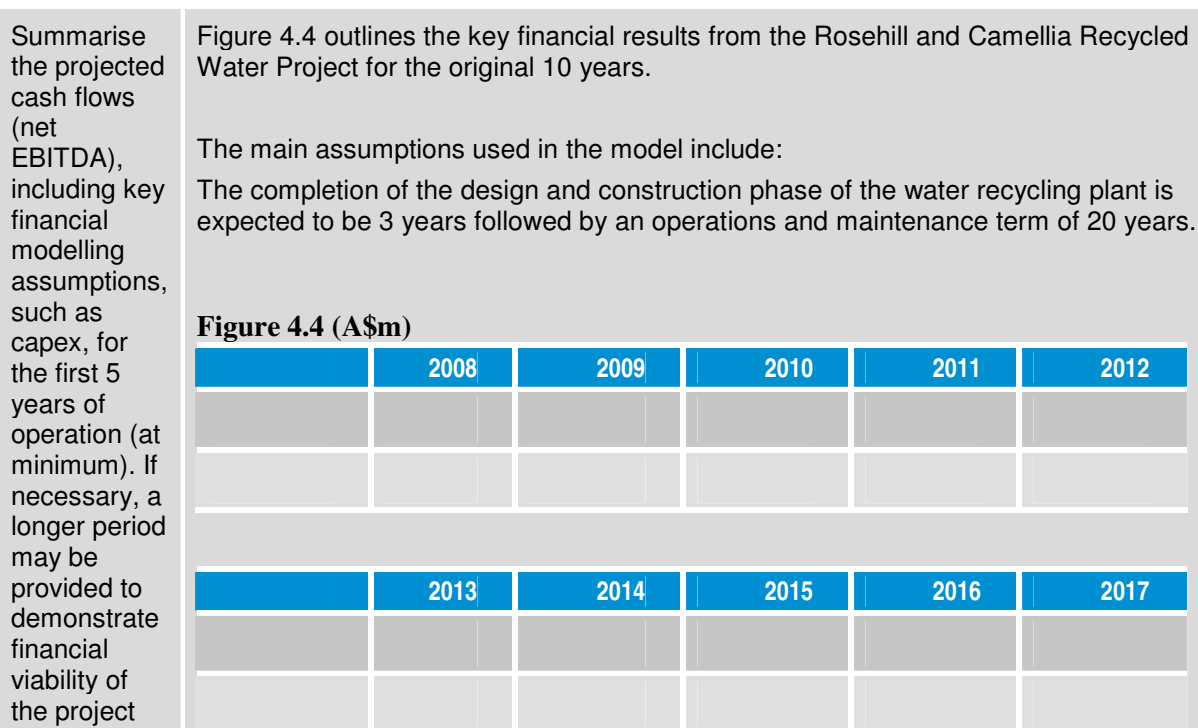 Summarise
the projected
cash flows
(net
EBITDA),
including key
financial
modelling
assumptions,
such as
capex, for
the first 5
years of
operation (at
minimum). If
necessary, a
longer period
may be
provided to
demonstrate
financial
viability of
the project
Figure 4.4 outlines the key financial results from the Rosehill and Camellia Recycled
Water Project for the original 10 years.
The main assumptions used in the model include:
The completion of the design and construction phase of the water recycling plant is
expected to be 3 years followed by an operations and maintenance term of 20 years.
Figure 4.4 (A$m)
2008 2009 2010 2011 2012
2013 2014 2015 2016 2017